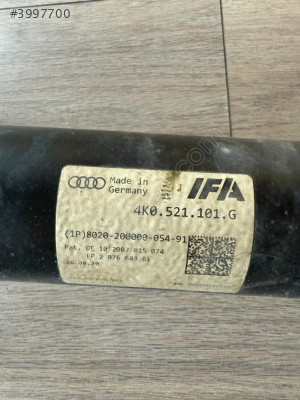 #3997700
Made in
Germany
IFA
4K0.521.101.G
(1P)8020-200000-054-91
Pat. DE 10 2007 015 074
EP 2 076 683 B1